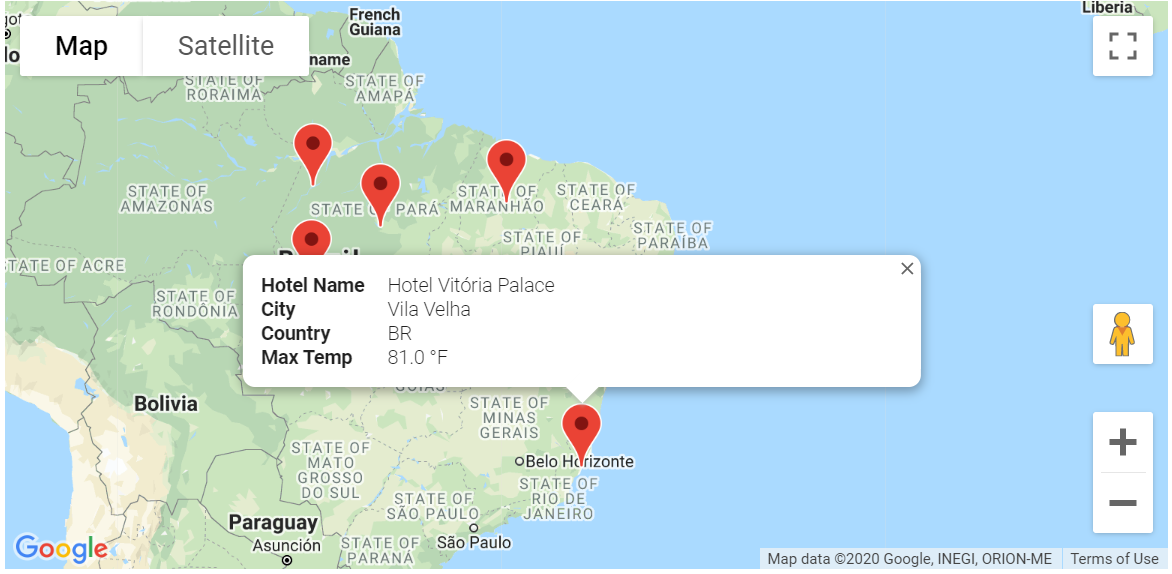 French
Guiana
Liberia
Map
Satellite
name
STATE OF
RORAIMA
STATE OF
AMAPÁ
STATE OF
AMAZONAS
STATE OF PARÁ
STATE OF
MARANHÃO
STATE OF
CEARÁ
STATE OF
PIAUÍ
STATE OF
PARAÍBA
STATE OF ACRE
Brazil
STATE OF
RONDÔNIA
Hotel Name Hotel Vitória Palace
City Vila Velha
Country BR
Max Temp 81.0 °F
GOIÁS
Bolivia
STATE OF
MINAS
GERAIS
Belo Horizonte
STATE OF
MATO
GROSSO
DO SUL
STATE OF
RIO DE
JANEIRO
STATE OF
SÃO PAULO
São Paulo
Paraguay
Asunción
STATE OF
PARANÁ
Google
Map data ©2020 Google, INEGI, ORION-ME
Terms of Use